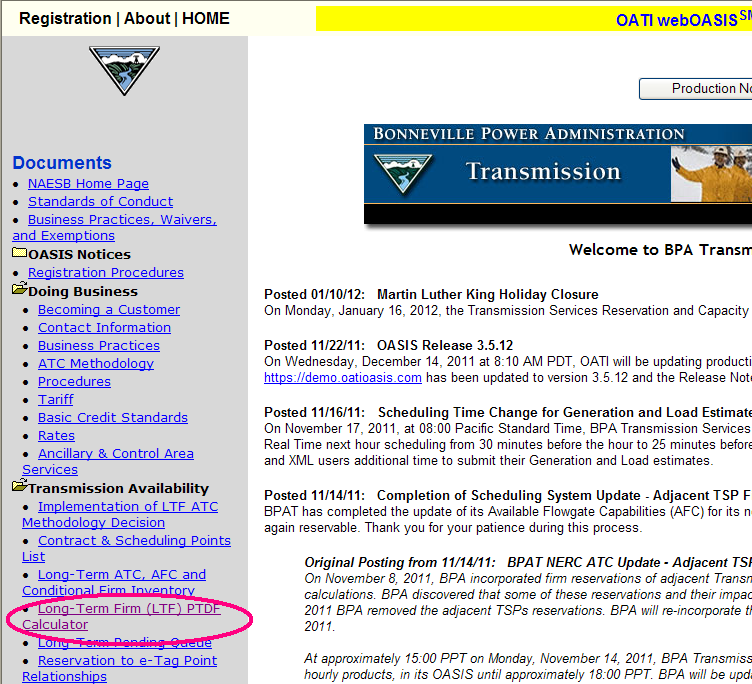 Registration | About | HOME
OATI webOASIS
Production
BONNEVILLE POWER ADMINISTRATION
Transmission
Documents
• NAESB Home Page
• Standards of Conduct
• Business Practices, Waivers,
and Exemptions
OASIS Notices
• Registration Procedures
Doing Business
• Becoming a Customer
• Contact Information
• Business Practices
• ATC Methodology
• Procedures
• Tariff
• Basic Credit Standards
• Rates
• Ancillary & Control Area
Services
Transmission Availability
• Implementation of LTF ATC
Methodology Decision
• Contract & Scheduling Points
List
• Long-Term ATC, AFC and
Conditional Firm Inventory
• Long-Term Firm (LTF) PTDF
Calculator
• Long-Term Pending Queue
• Reservation to e-Tag Point
Relationships
Welcome to BPA Transm
Posted 01/10/12: Martin Luther King Holiday Closure
On Monday, January 16, 2012, the Transmission Services Reservation and Capacity
Posted 11/22/11: OASIS Release 3.5.12
On Wednesday, December 14, 2011 at 8:10 AM PDT, OATI will be updating producti
https://demo.oatioasis.com has been updated to version 3.5.12 and the Release Not
Posted 11/16/11: Scheduling Time Change for Generation and Load Estimate
On November 17, 2011, at 08:00 Pacific Standard Time, BPA Transmission Services
Real Time next hour scheduling from 30 minutes before the hour to 25 minutes before
and XML users additional time to submit their Generation and Load estimates.
Posted 11/14/11: Completion of Scheduling System Update - Adjacent TSP F
BPAT has completed the update of its Available Flowgate Capabilities (AFC) for its n
again reservable. Thank you for your patience during this process.
Original Posting from 11/14/11: BPAT NERC ATC Update - Adjacent TSP
On November 8, 2011, BPA incorporated firm reservations of adjacent Transm
calculations. BPA discovered that some of these reservations and their impac
2011 BPA removed the adjacent TSPs reservations. BPA will re-incorporate th
2011.
At approximately 15:00 PPT on Monday, November 14, 2011, BPA Transmiss
hourly products, in its OASIS until approximately 18:00 PPT. BPA will be upd